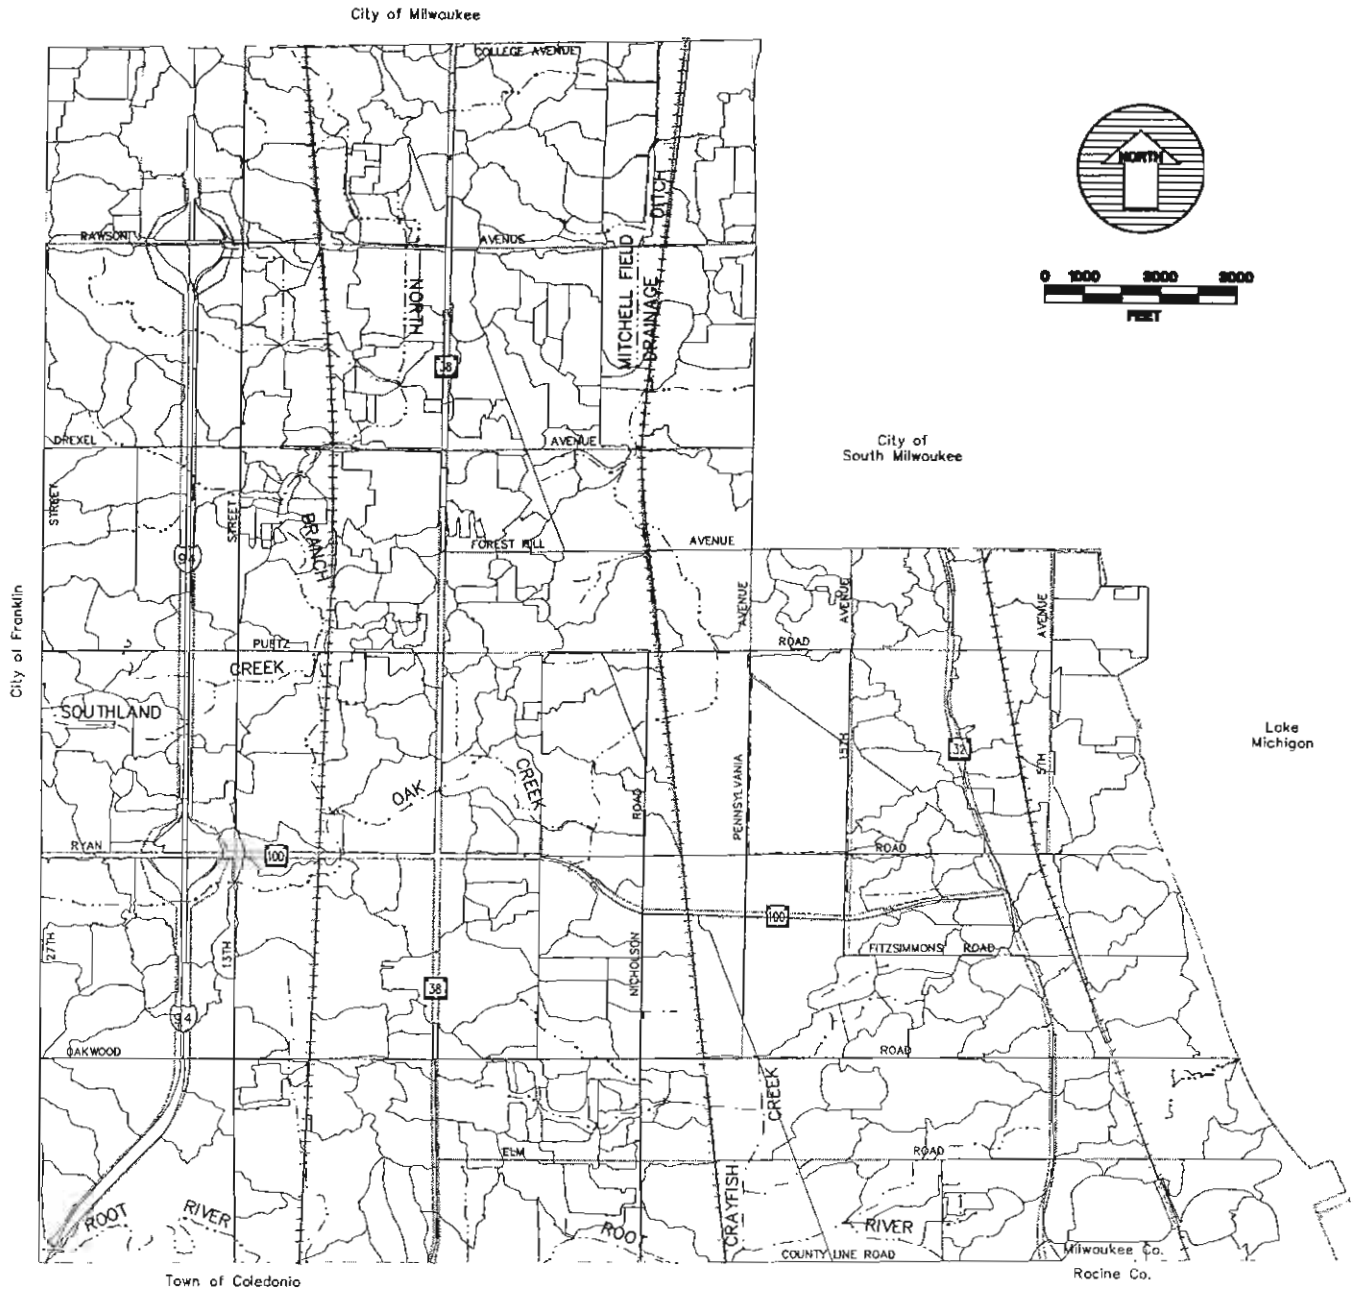 City of Milwaukee
COLLEGE AVENUE
NORTH
DITCH
RAWSON
AVENUE
MITCHELL FIELD
DRAINAGE
NORTH
0 1000 3000 3000
FEET
38
DREXEL
AVENUE
City of
South Milwaukee
STREET
STREET
BRANCH
94
FOREST HILL
AVENUE
City of Franklin
AVENUE
AVENUE
AVENUE
PUETZ
ROAD
CREEK
SOUTHLAND
Lake
Michigan
32
15TH
5TH
OAK
CREEK
ROAD
PENNSYLVANIA
RYAN
100
ROAD
100
27TH
13TH
NICHOLSON
FITZSIMMONS ROAD
38
94
OAKWOOD
ROAD
CREEK
ELM
ROAD
CRAYFISH
ROOT
RIVER
ROOT
RIVER
COUNTY LINE ROAD
Milwaukee Co.
Racine Co.
Town of Caledonia